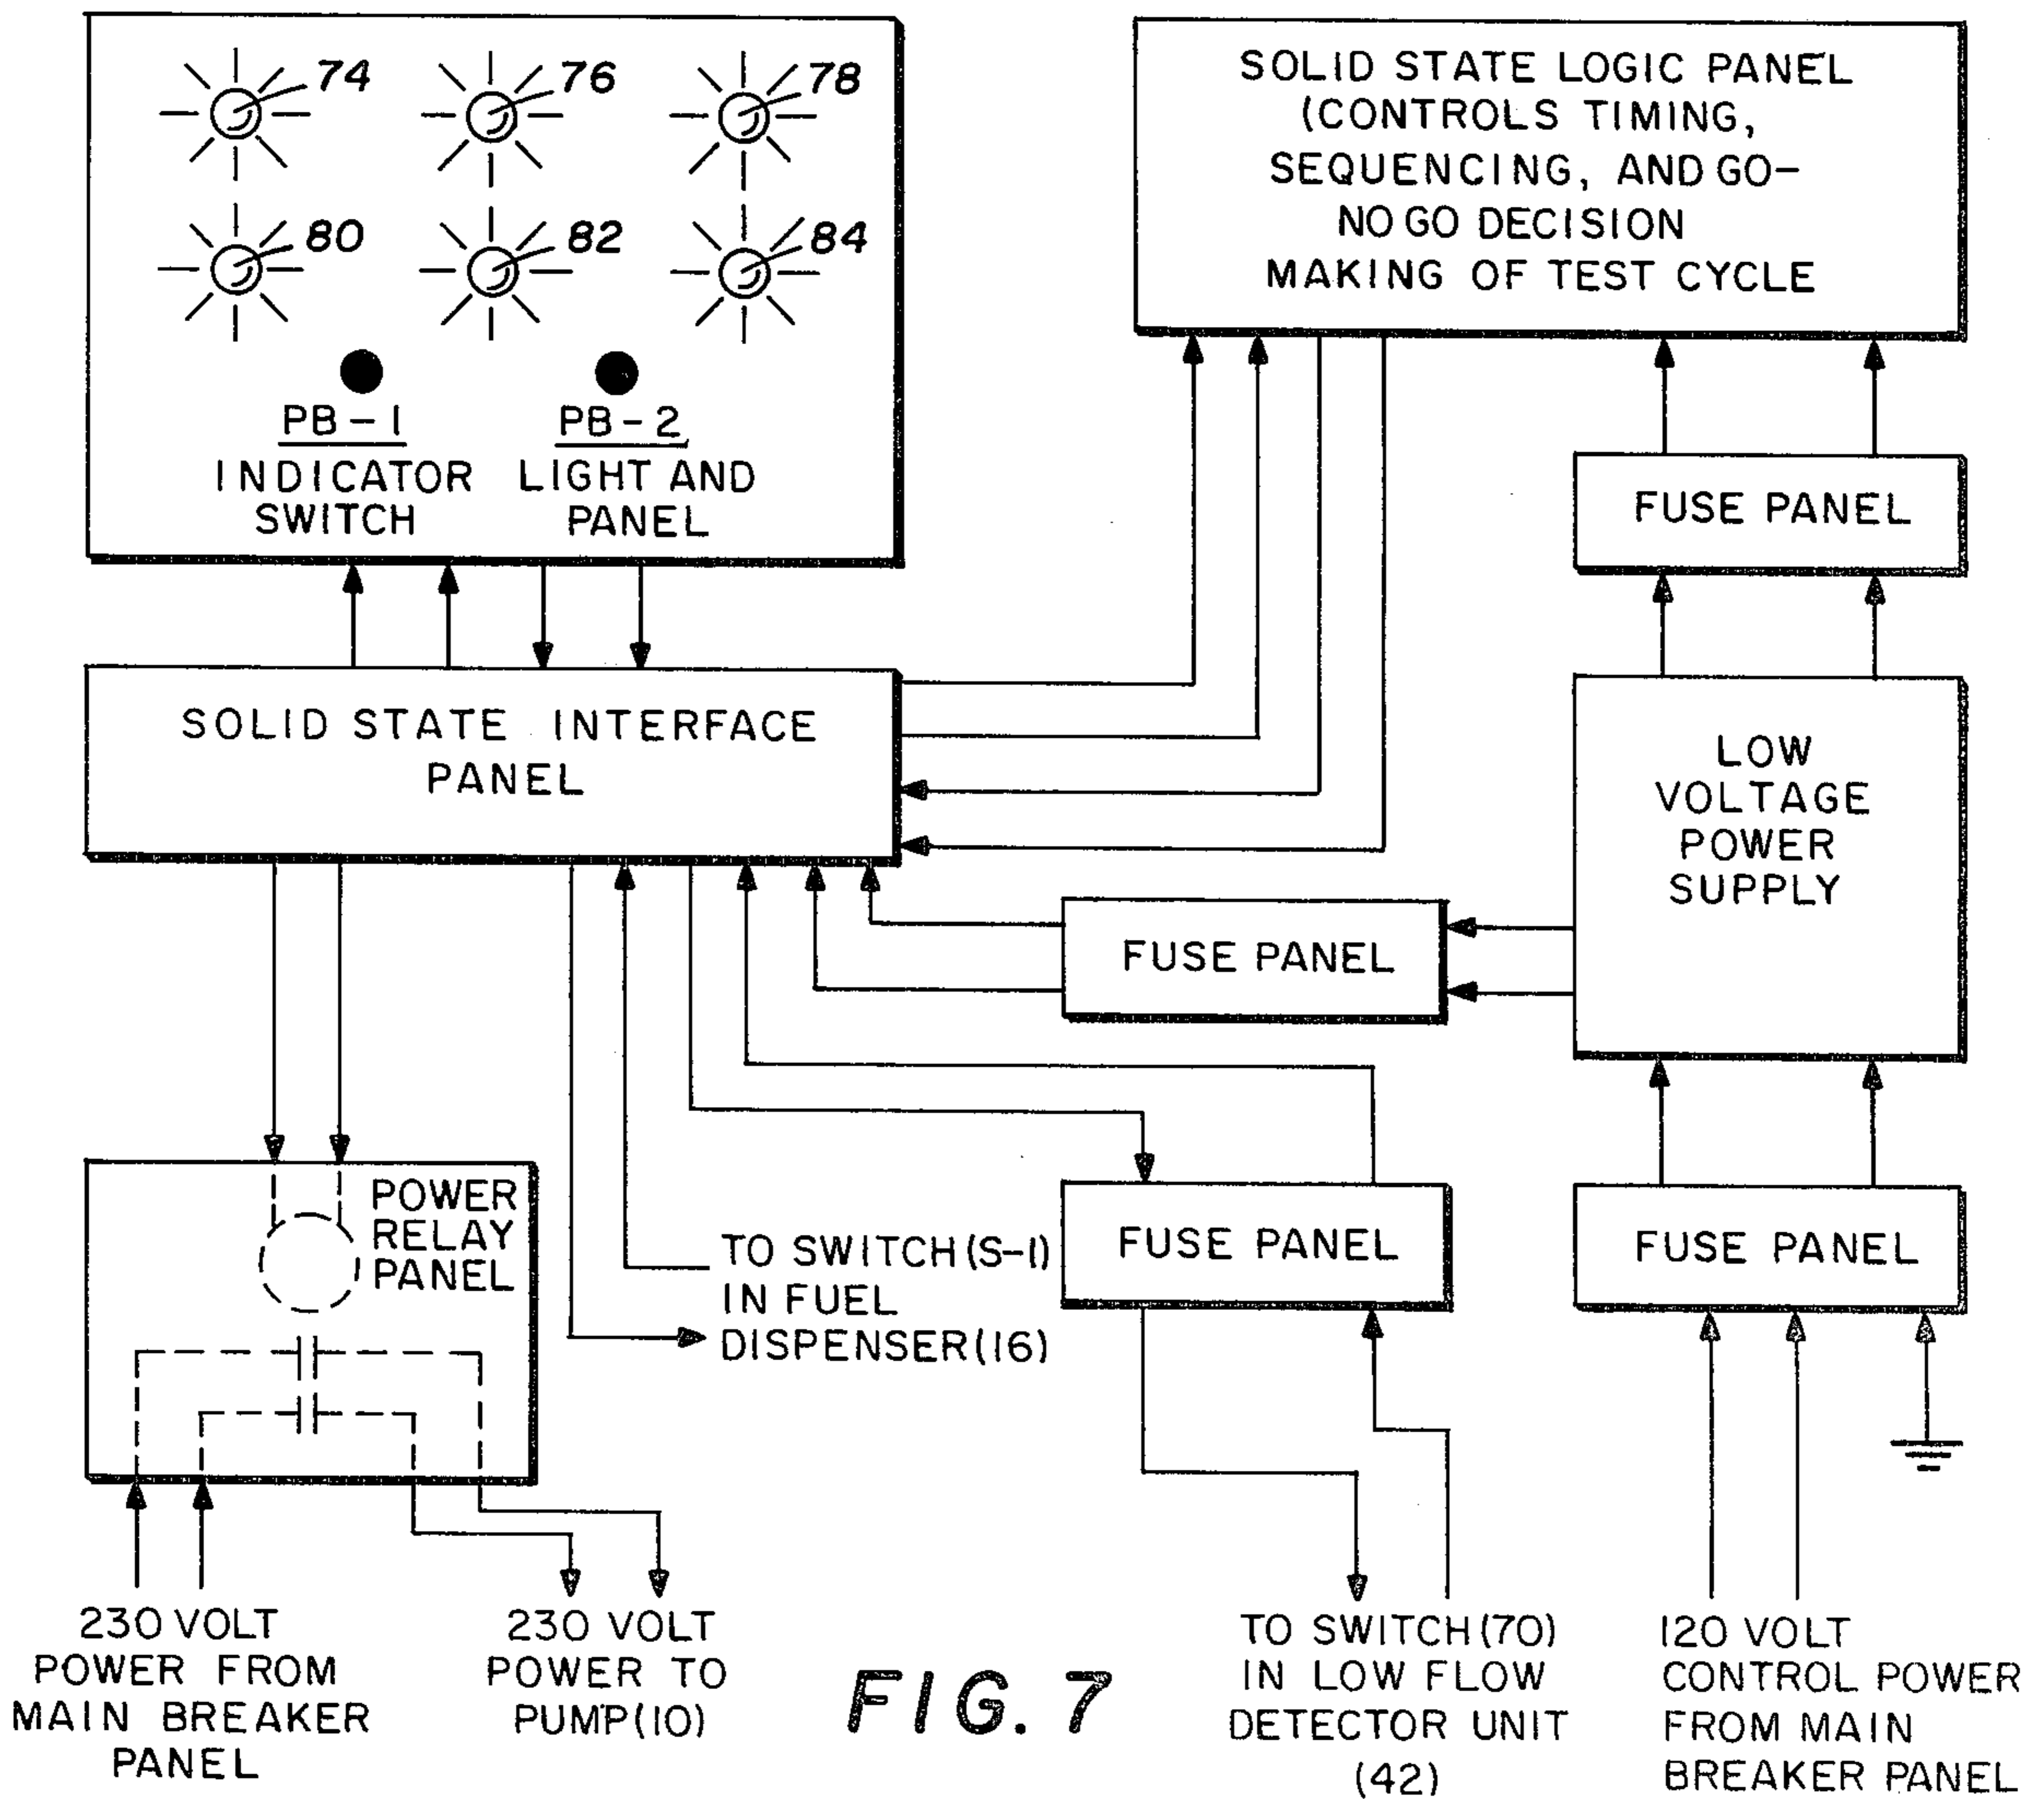 74
76
78
80
82
84
PB-1
PB-2
INDICATOR
SWITCH
LIGHT AND
PANEL
SOLID STATE LOGIC PANEL
(CONTROLS TIMING,
SEQUENCING, AND GO-
NO GO DECISION
MAKING OF TEST CYCLE
FUSE PANEL
SOLID STATE INTERFACE
PANEL
LOW
VOLTAGE
POWER
SUPPLY
FUSE PANEL
POWER
RELAY
PANEL
TO SWITCH (S-1)
IN FUEL
DISPENSER (16)
FUSE PANEL
FUSE PANEL
230 VOLT
POWER FROM
MAIN BREAKER
PANEL
230 VOLT
POWER TO
PUMP (10)
FIG. 7
TO SWITCH (70)
IN LOW FLOW
DETECTOR UNIT
(42)
120 VOLT
CONTROL POWER
FROM MAIN
BREAKER PANEL